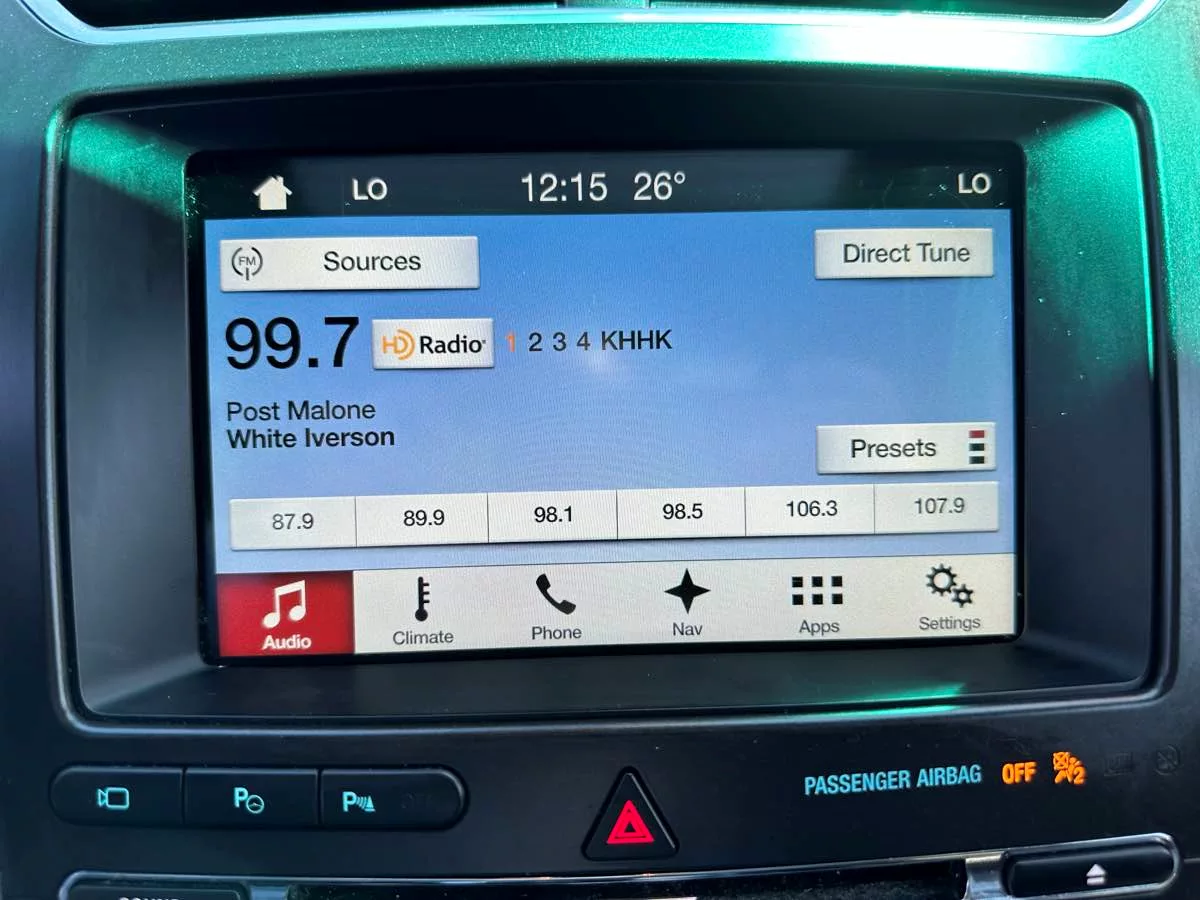 LO 12:15 26° LO
FM Sources Direct Tune
99.7 HD Radio 1 2 3 4 KHHK
Post Malone
White Iverson
Presets
87.9 89.9 98.1 98.5 106.3 107.9
Audio Climate Phone Nav Apps Settings
PASSENGER AIRBAG OFF 2
P P